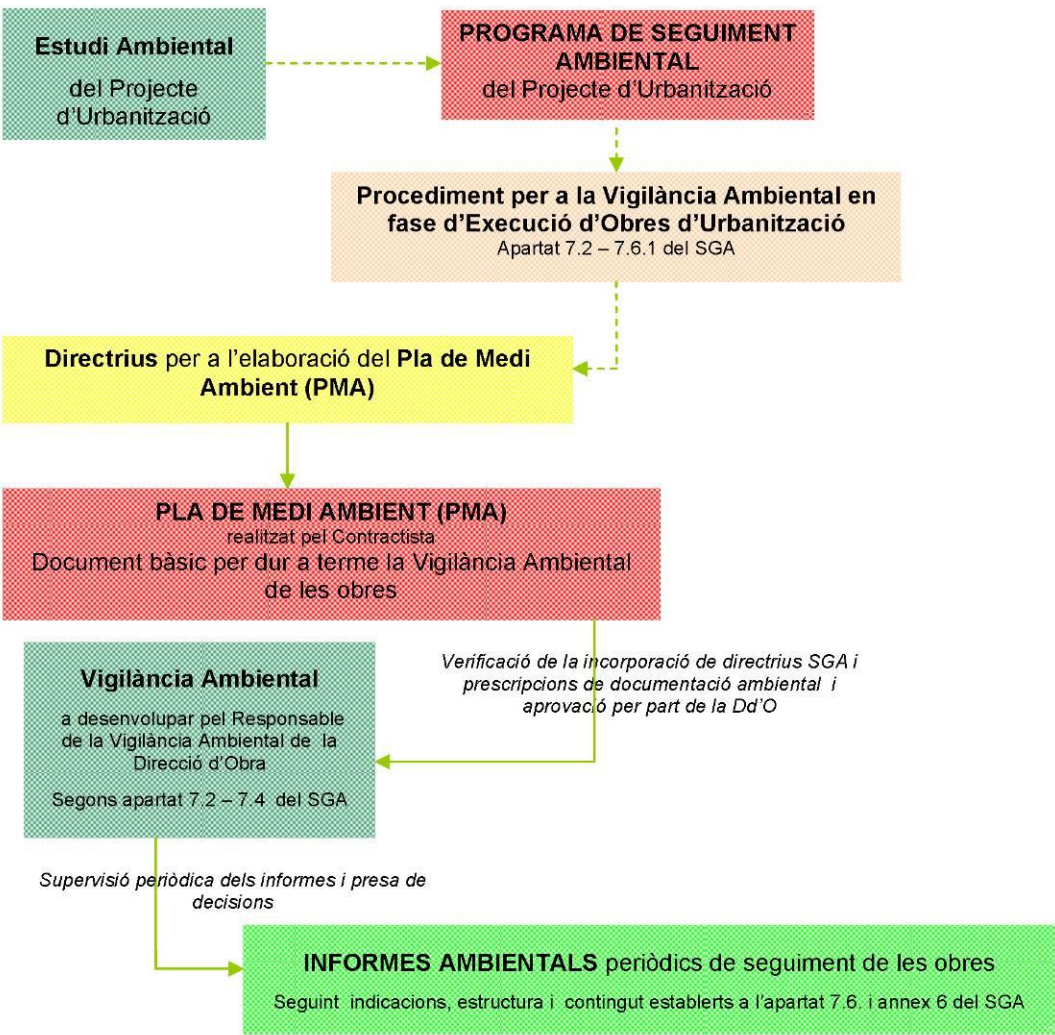 Estudi Ambiental
del Projecte
d'Urbanització
PROGRAMA DE SEGUIMENT
AMBIENTAL
del Projecte d'Urbanització
Procediment per a la Vigilància Ambiental en
fase d'Execució d'Obres d'Urbanització
Apartat 7.2 – 7.6.1 del SGA
Directrius per a l'elaboració del Pla de Medi
Ambient (PMA)
PLA DE MEDI AMBIENT (PMA)
realitzat pel Contractista
Document bàsic per dur a terme la Vigilància Ambiental
de les obres
Verificació de la incorporació de directrius SGA i
prescripcions de documentació ambiental i
aprovació per part de la Dd'O
Vigilància Ambiental
a desenvolupar pel Responsable
de la Vigilància Ambiental de la
Direcció d'Obra
Segons apartat 7.2 – 7.4 del SGA
Supervisió periòdica dels informes i presa de
decisions
INFORMES AMBIENTALS periòdics de seguiment de les obres
Seguint indicacions, estructura i contingut establerts a l'apartat 7.6. i annex 6 del SGA